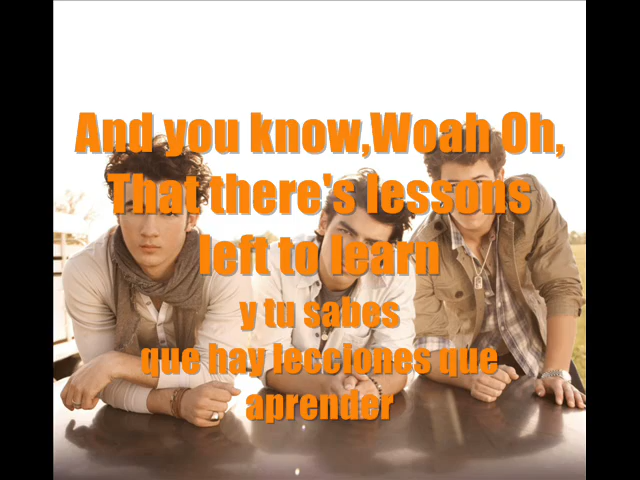 And you know,Woah Oh,
That there's lessons
left to learn
y tu sabes
que hay lecciones que
aprender